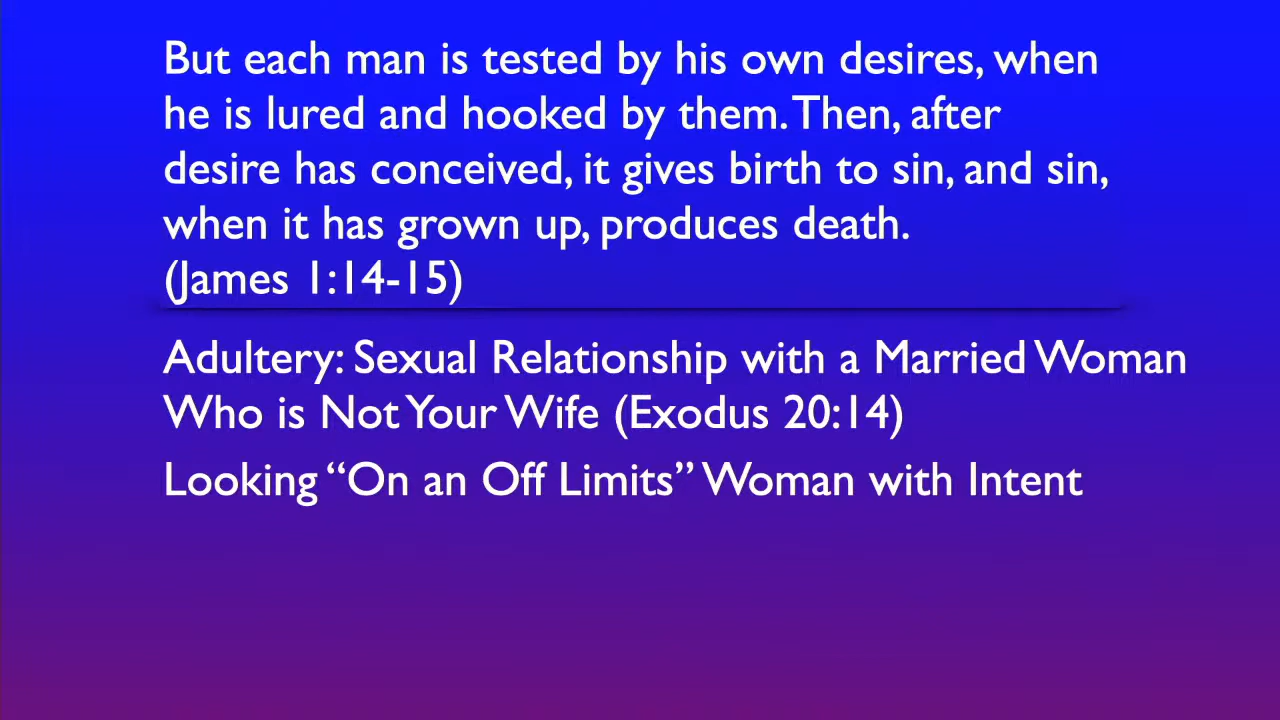 But each man is tested by his own desires, when
he is lured and hooked by them. Then, after
desire has conceived, it gives birth to sin, and sin,
when it has grown up, produces death.
(James 1:14-15)
Adultery: Sexual Relationship with a Married Woman
Who is Not Your Wife (Exodus 20:14)
Looking “On an Off Limits” Woman with Intent